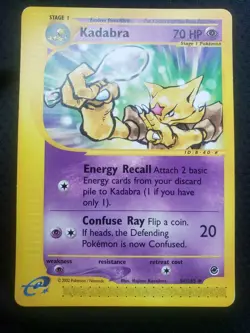 STAGE 1
Kadabra
70 HP
Stage 1 Pokémon
Energy Recall Attach 2 basic
Energy cards from your discard
pile to Kadabra (1 if you have
only 1).
Confuse Ray Flip a coin.
If heads, the Defending
Pokémon is now Confused.
20
weakness
resistance
retreat cost